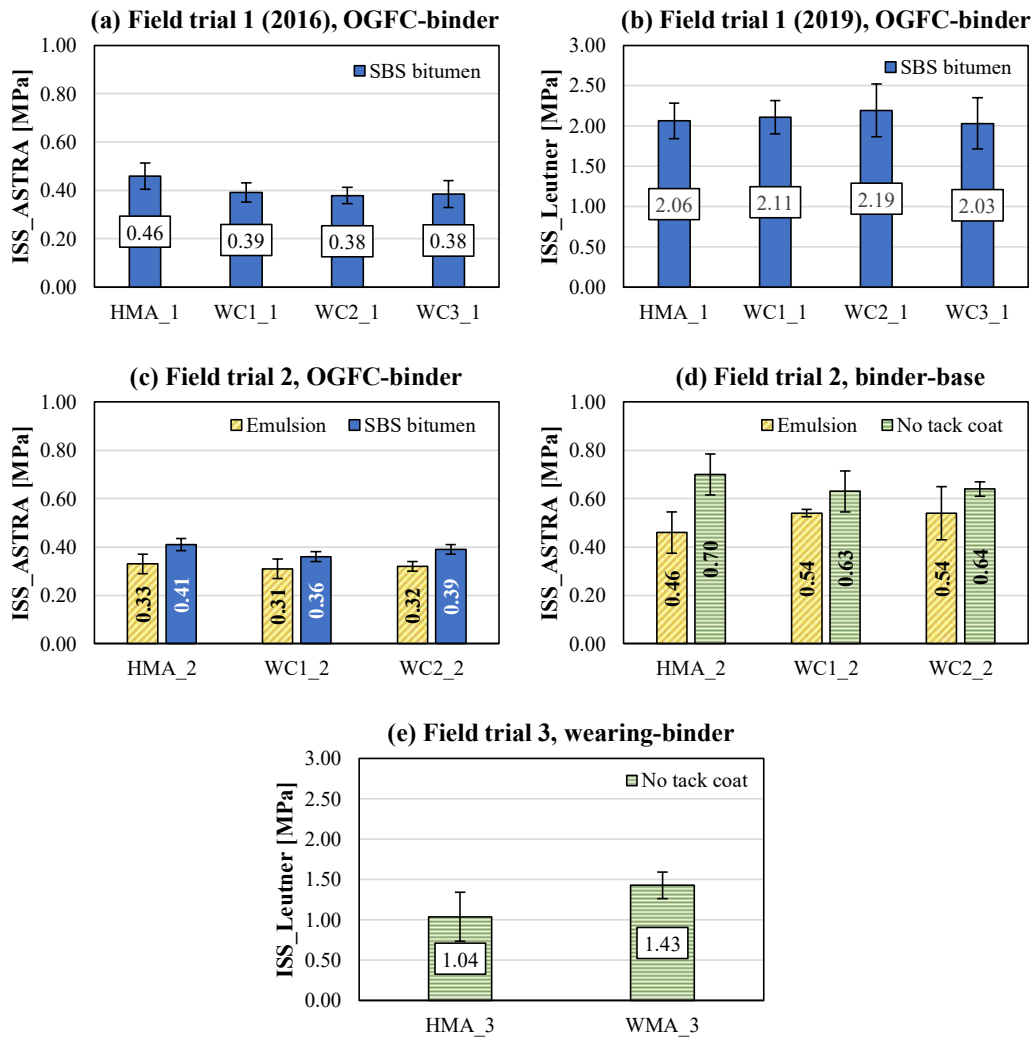 (a) Field trial 1 (2016), OGFC-binder
ISS_ASTRA [MPa]
1.00
0.80
0.60
0.40
0.20
0.00
SBS bitumen
0.46
0.39
0.38
0.38
HMA_1
WC1_1
WC2_1
WC3_1
(b) Field trial 1 (2019), OGFC-binder
ISS_Leutner [MPa]
3.00
2.50
2.00
1.50
1.00
0.50
0.00
SBS bitumen
2.06
2.11
2.19
2.03
HMA_1
WC1_1
WC2_1
WC3_1
(c) Field trial 2, OGFC-binder
ISS_ASTRA [MPa]
1.00
0.80
0.60
0.40
0.20
0.00
Emulsion
SBS bitumen
0.33
0.41
0.31
0.36
0.32
0.39
HMA_2
WC1_2
WC2_2
(d) Field trial 2, binder-base
ISS_ASTRA [MPa]
1.00
0.80
0.60
0.40
0.20
0.00
Emulsion
No tack coat
0.46
0.70
0.54
0.63
0.54
0.64
HMA_2
WC1_2
WC2_2
(e) Field trial 3, wearing-binder
ISS_Leutner [MPa]
3.00
2.50
2.00
1.50
1.00
0.50
0.00
No tack coat
1.04
1.43
HMA_3
WMA_3